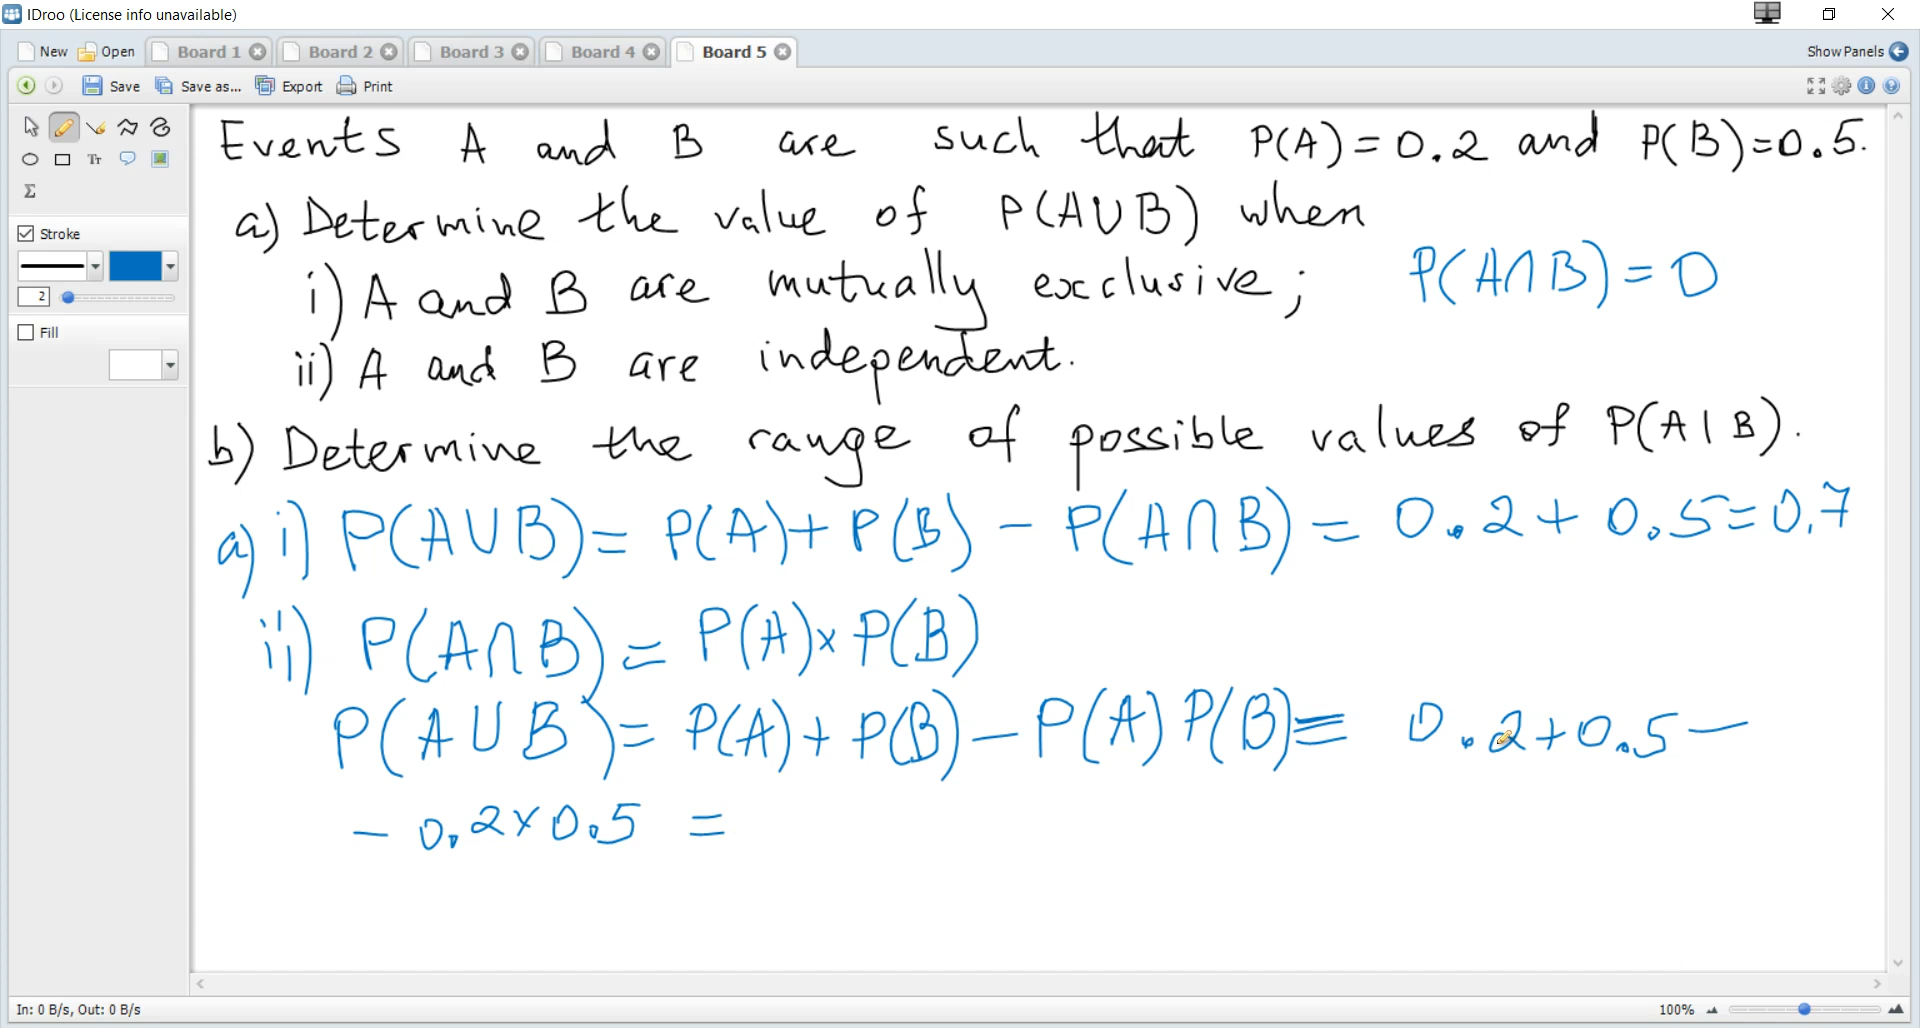 IDroo (License info unavailable)
New Open Board 1 Board 2 Board 3 Board 4 Board 5 Show Panels
Save Save as... Export Print
Tr
Σ
Stroke
2
Fill
Events A and B are such that P(A)=0.2 and P(B)=0.5.
a) Determine the value of P(A∪B) when
i) A and B are mutually exclusive; P(A∩B)=0
ii) A and B are independent.
b) Determine the range of possible values of P(A|B).
a) i) P(A∪B)= P(A)+ P(B) - P(A∩B) = 0.2+ 0.5=0.7
ii) P(A∩B) = P(A)× P(B)
P(A∪B)= P(A)+ P(B) - P(A) P(B)= 0.2+0.5 -
- 0.2×0.5 =
In: 0 B/s, Out: 0 B/s 100%